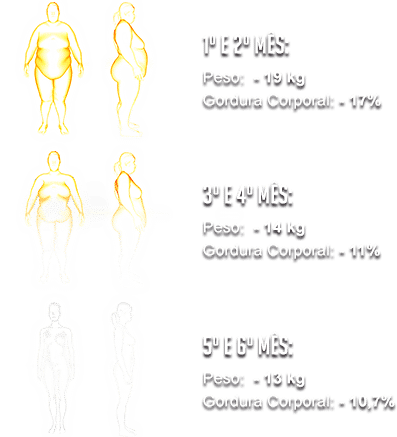 1º E 2º MÊS:
Peso: - 19 kg
Gordura Corporal: - 17%
3º E 4º MÊS:
Peso: - 14 kg
Gordura Corporal: - 11%
5º E 6º MÊS:
Peso: - 13 kg
Gordura Corporal: - 10,7%